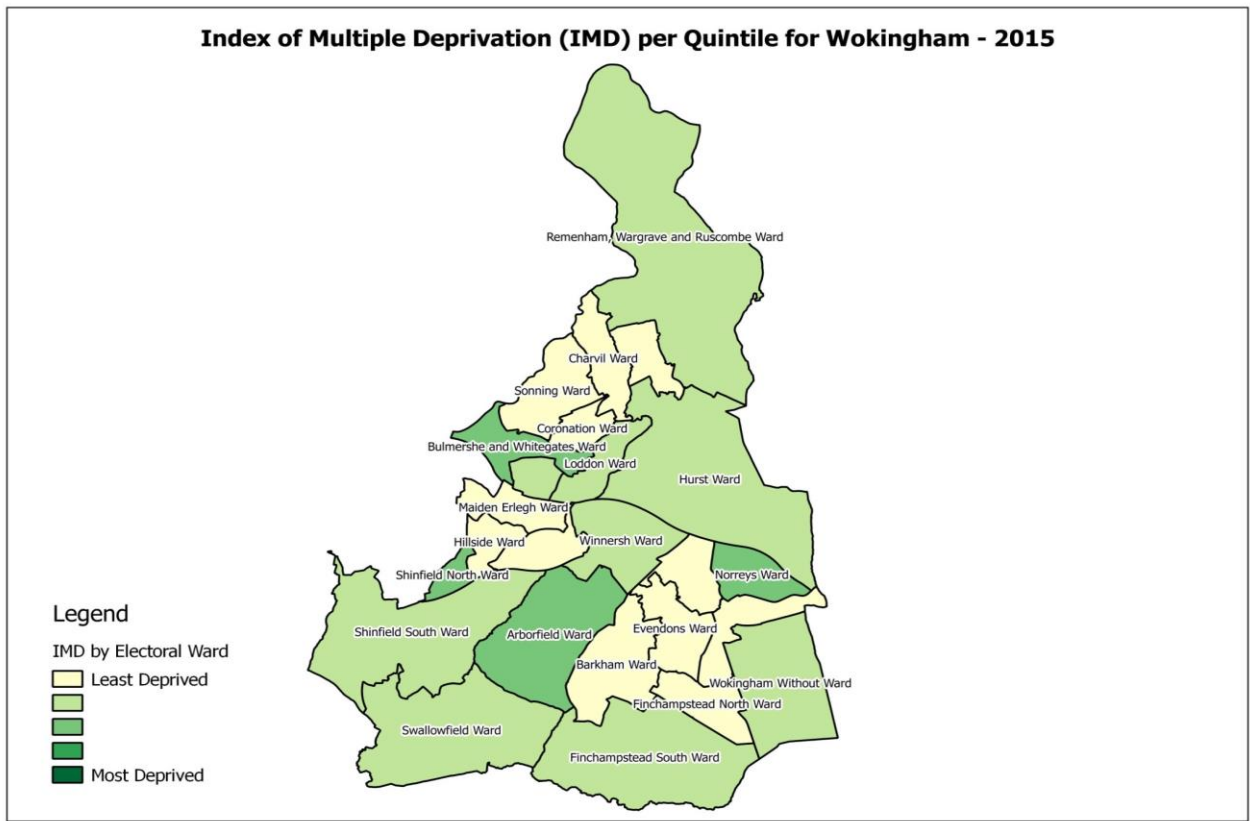 Index of Multiple Deprivation (IMD) per Quintile for Wokingham - 2015
Remenham, Wargrave and Ruscombe Ward
Charvil Ward
Sonning Ward
Coronation Ward
Bulmershe and Whitegates Ward
Loddon Ward
Hurst Ward
Maiden Erlegh Ward
Hillside Ward
Winnersh Ward
Shinfield North Ward
Norreys Ward
Shinfield South Ward
Arborfield Ward
Evendons Ward
Barkham Ward
Wokingham Without Ward
Finchampstead North Ward
Swallowfield Ward
Finchampstead South Ward
Legend
IMD by Electoral Ward
Least Deprived
Most Deprived